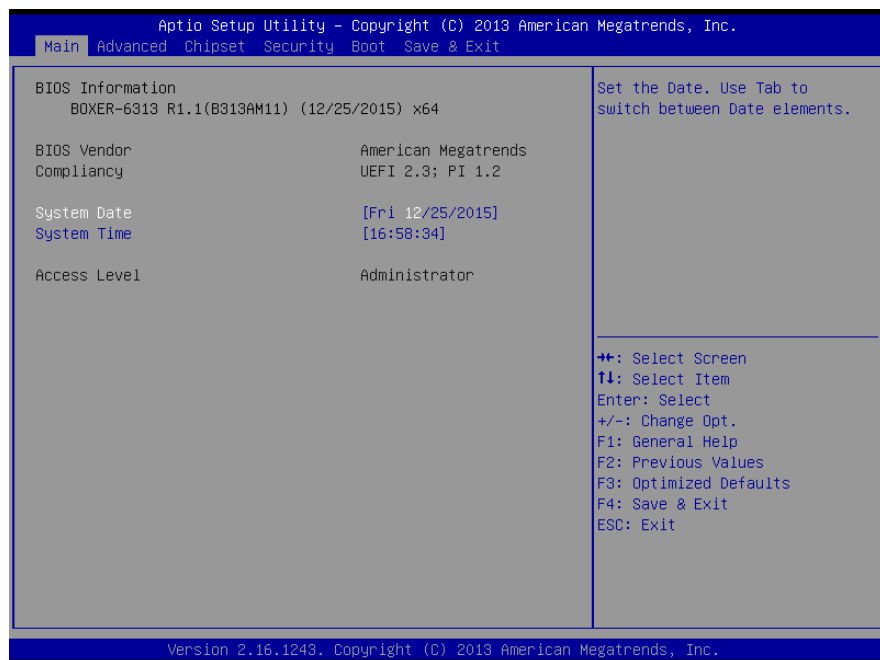 Aptio Setup Utility – Copyright (C) 2013 American Megatrends, Inc.
Main Advanced Chipset Security Boot Save & Exit
BIOS Information
BOXER-6313 R1.1(B313AM11) (12/25/2015) x64
BIOS Vendor American Megatrends
Compliancy UEFI 2.3; PI 1.2
System Date [Fri 12/25/2015]
System Time [16:58:34]
Access Level Administrator
Set the Date. Use Tab to
switch between Date elements.
→←: Select Screen
↑↓: Select Item
Enter: Select
+/-: Change Opt.
F1: General Help
F2: Previous Values
F3: Optimized Defaults
F4: Save & Exit
ESC: Exit
Version 2.16.1243. Copyright (C) 2013 American Megatrends, Inc.